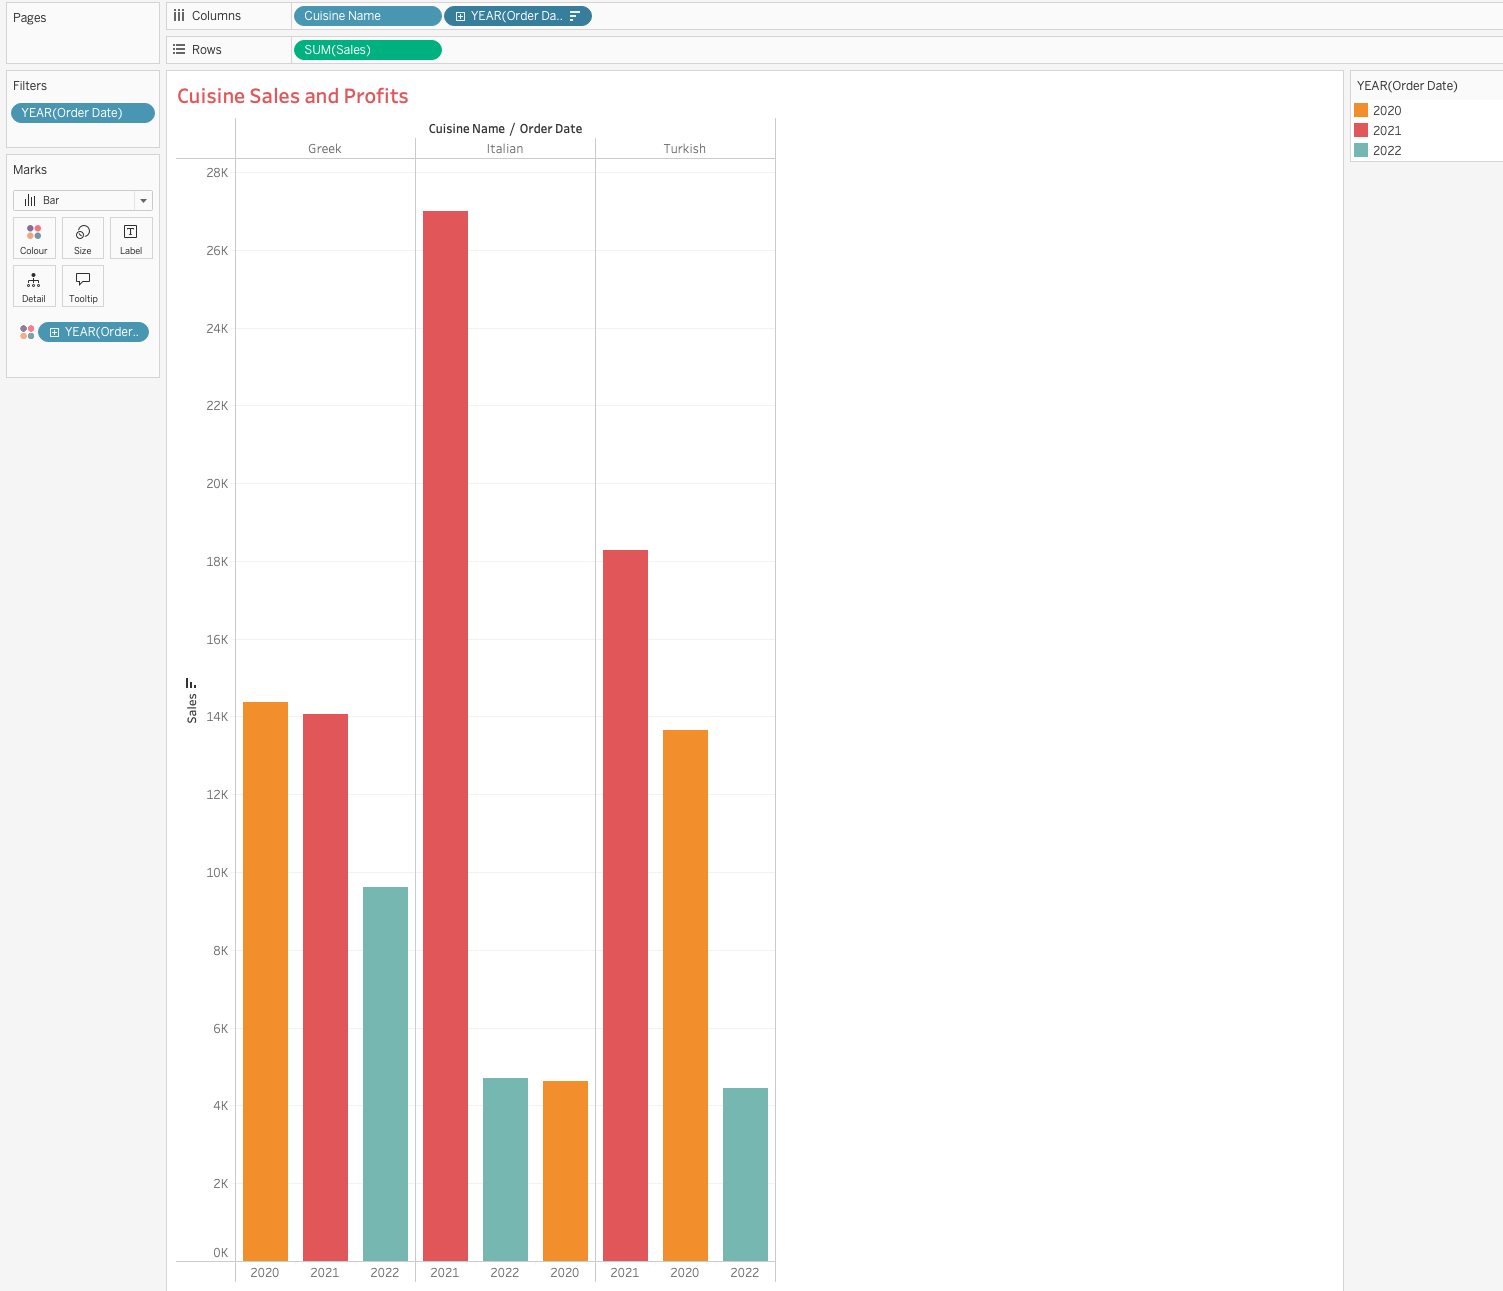 Pages
Columns
Cuisine Name
YEAR(Order Da..
Rows
SUM(Sales)
Filters
YEAR(Order Date)
Marks
Bar
Colour
Size
Label
Detail
Tooltip
YEAR(Order..
Cuisine Sales and Profits
Cuisine Name / Order Date
Greek Italian Turkish
28K
26K
24K
22K
20K
18K
16K
14K
12K
10K
8K
6K
4K
2K
0K
Sales
2020 2021 2022 2021 2022 2020 2021 2020 2022
YEAR(Order Date)
2020
2021
2022